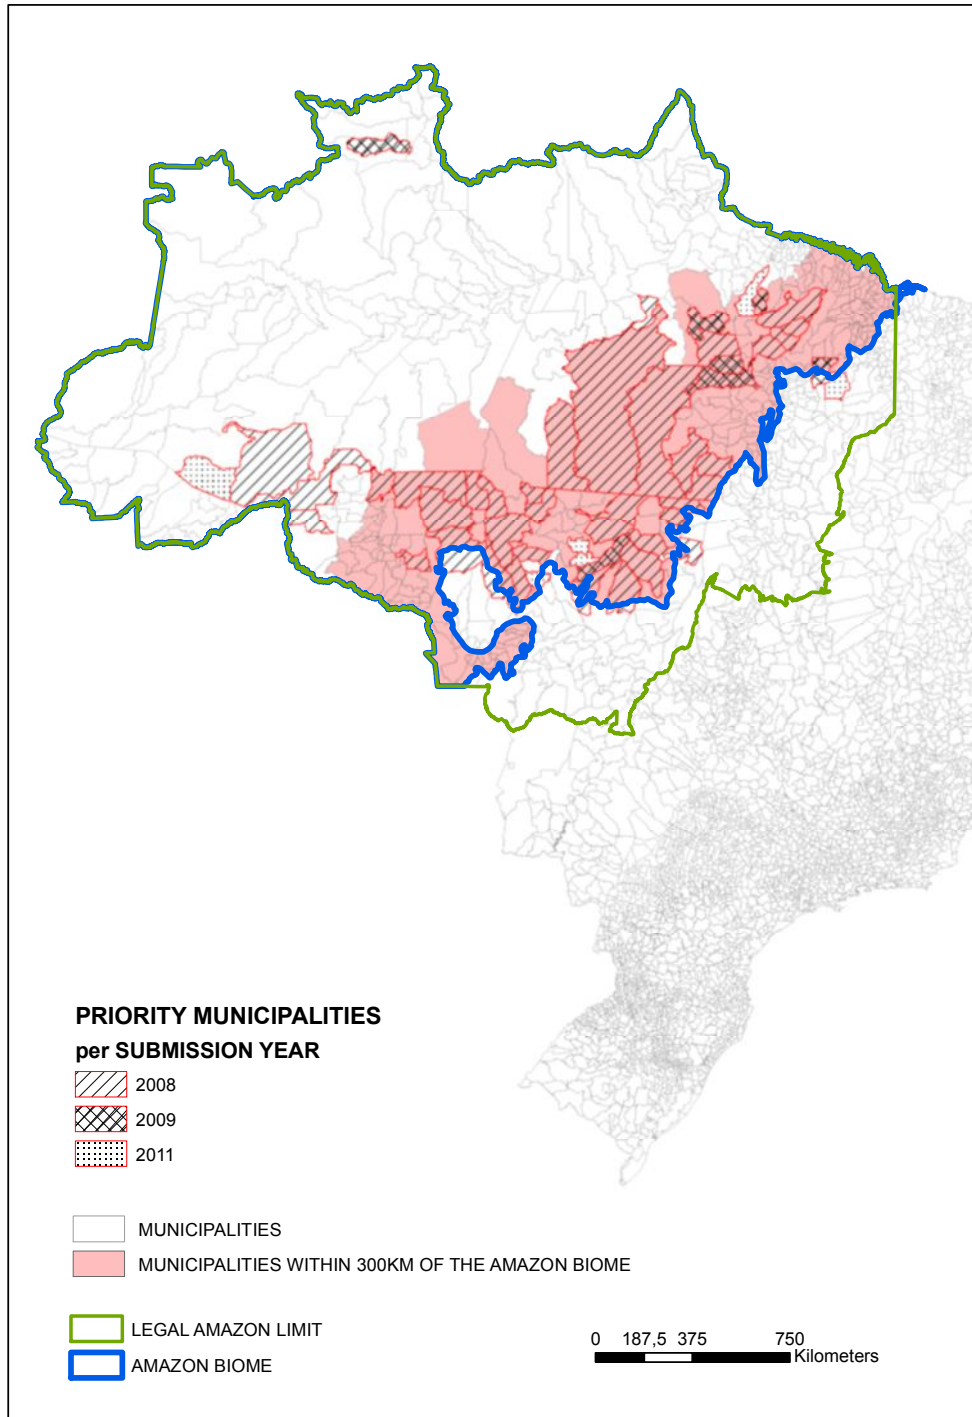 PRIORITY MUNICIPALITIES
per SUBMISSION YEAR
2008
2009
2011
MUNICIPALITIES
MUNICIPALITIES WITHIN 300KM OF THE AMAZON BIOME
LEGAL AMAZON LIMIT
AMAZON BIOME
0 187,5 375 750
Kilometers